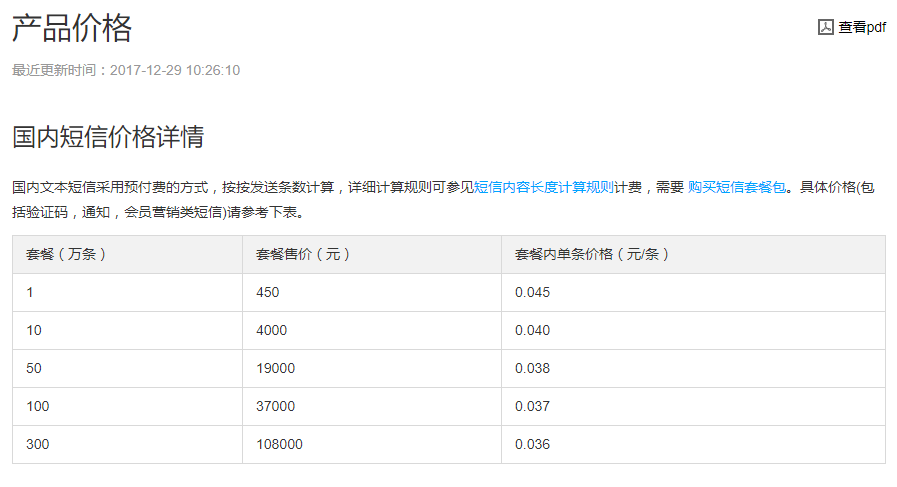 产品价格
查看pdf
最近更新时间：2017-12-29 10:26:10
国内短信价格详情
国内文本短信采用预付费的方式，按按发送条数计算，详细计算规则可参见短信内容长度计算规则计费，需要 购买短信套餐包。具体价格(包
括验证码，通知，会员营销类短信)请参考下表。
套餐（万条） 套餐售价（元） 套餐内单条价格（元/条）
1 450 0.045
10 4000 0.040
50 19000 0.038
100 37000 0.037
300 108000 0.036